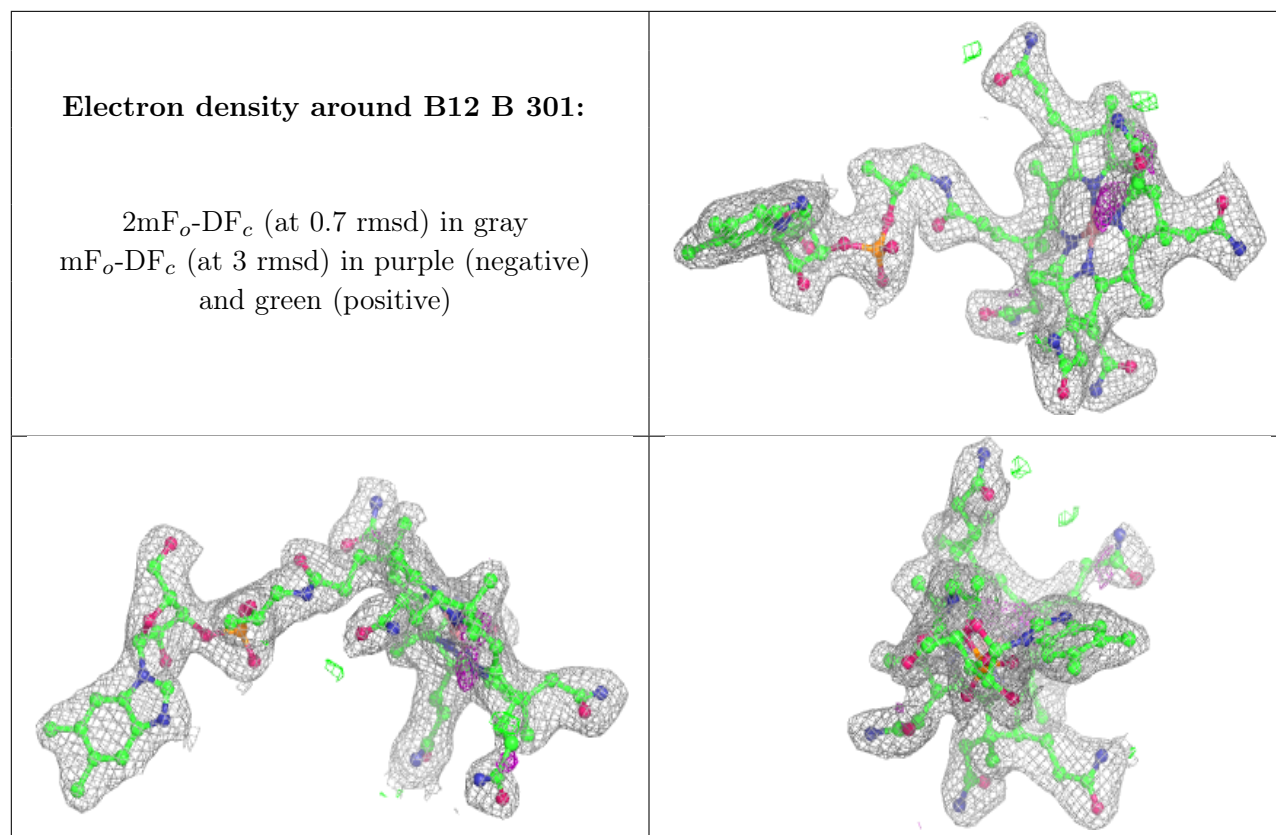 Electron density around B12 B 301:
2mFo-DFc (at 0.7 rmsd) in gray
mFo-DFc (at 3 rmsd) in purple (negative)
and green (positive)